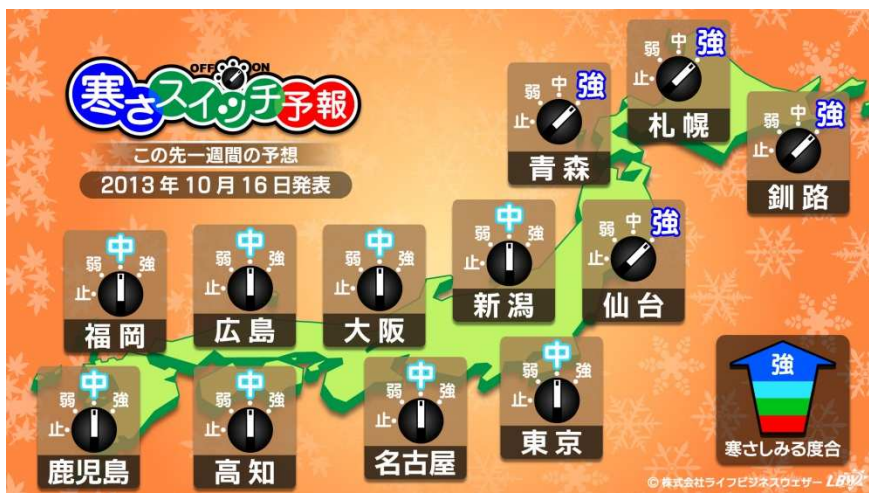 OFF ON
寒さスイッチ予報
この先一週間の予想
2013年10月16日発表
止 弱 中 強
札幌
止 弱 中 強
青森
止 弱 中 強
釧路
止 弱 中 強
新潟
止 弱 中 強
仙台
止 弱 中 強
福岡
止 弱 中 強
広島
止 弱 中 強
大阪
止 弱 中 強
鹿児島
止 弱 中 強
高知
止 弱 中 強
名古屋
止 弱 中 強
東京
強
寒さしみる度合
© 株式会社ライフビジネスウェザー LBW